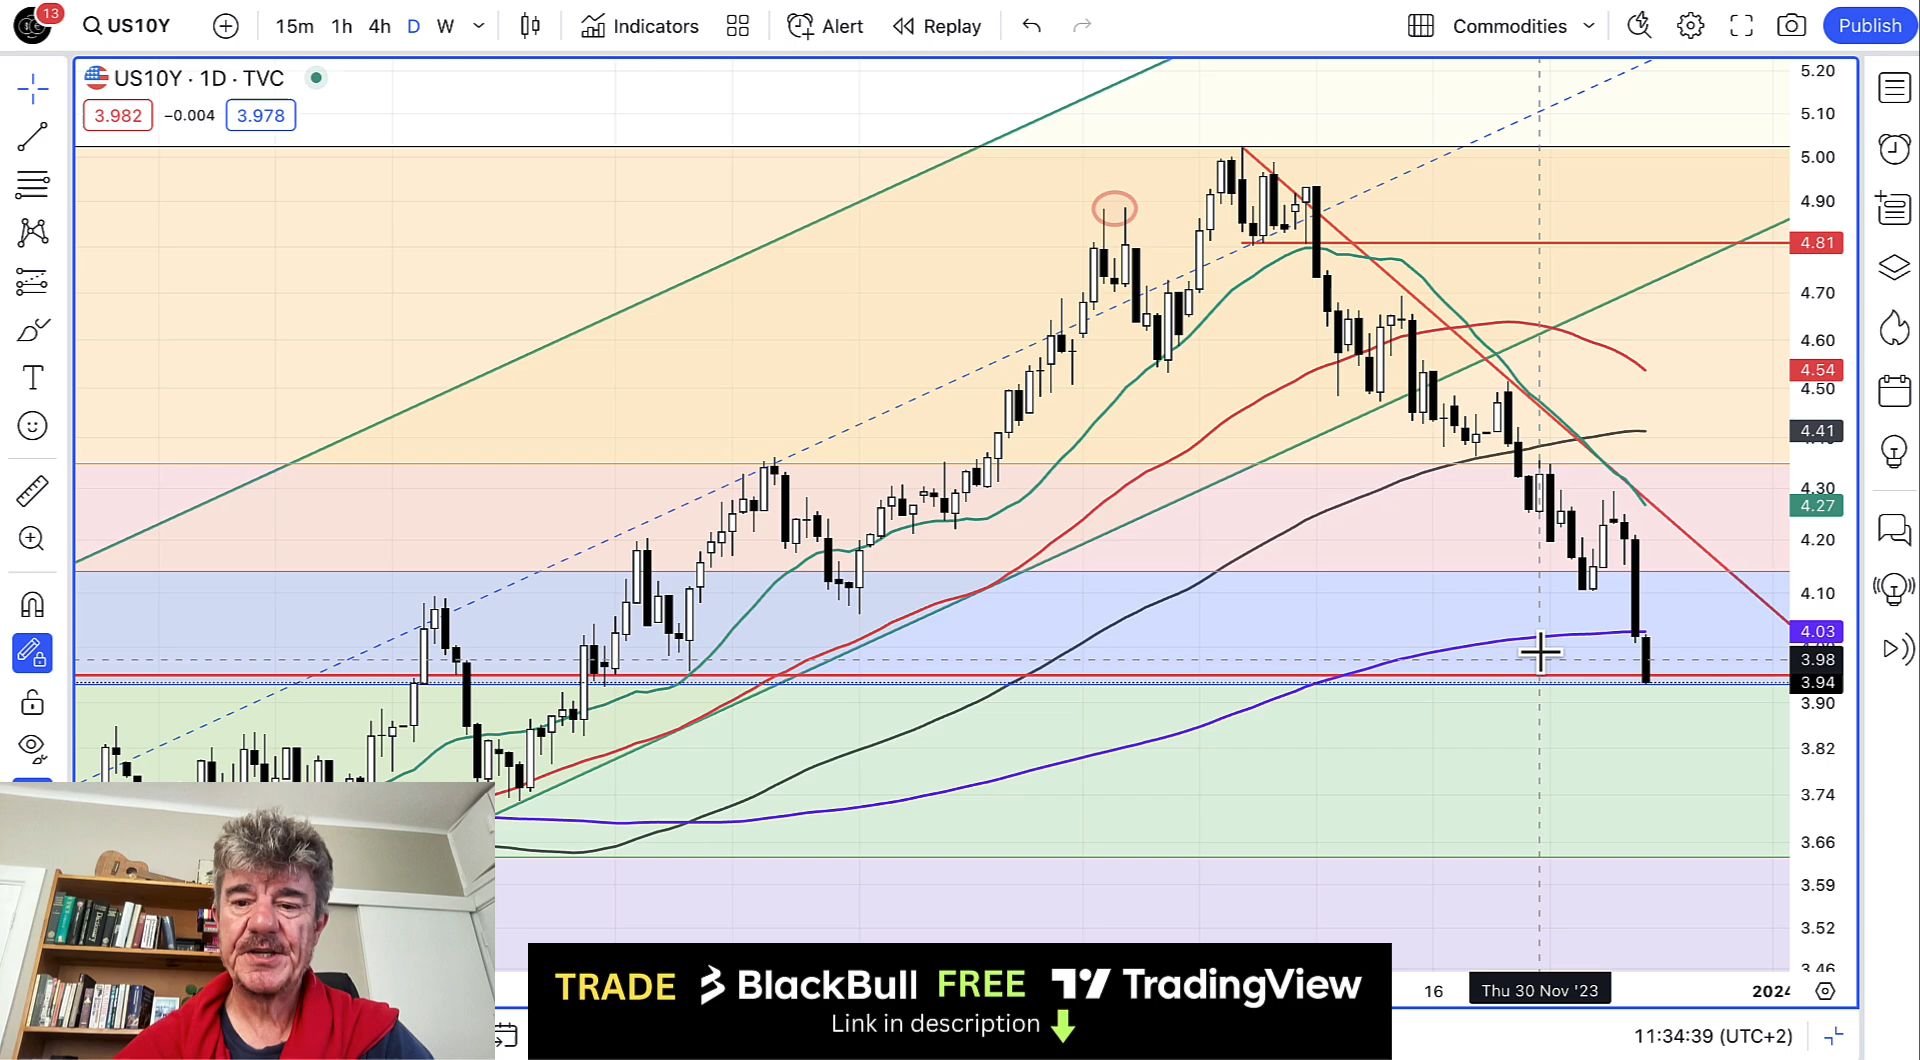 13
US10Y
15m 1h 4h D W
Indicators
Alert
Replay
Commodities
Publish
US10Y · 1D · TVC
3.982 −0.004 3.978
5.20
5.10
5.00
4.90
4.81
4.70
4.60
4.54
4.50
4.41
4.30
4.27
4.20
4.10
4.03
3.98
3.94
3.90
3.82
3.74
3.66
3.59
3.52
3.46
16 Thu 30 Nov '23 2024
TRADE BlackBull FREE TradingView
Link in description
11:34:39 (UTC+2)